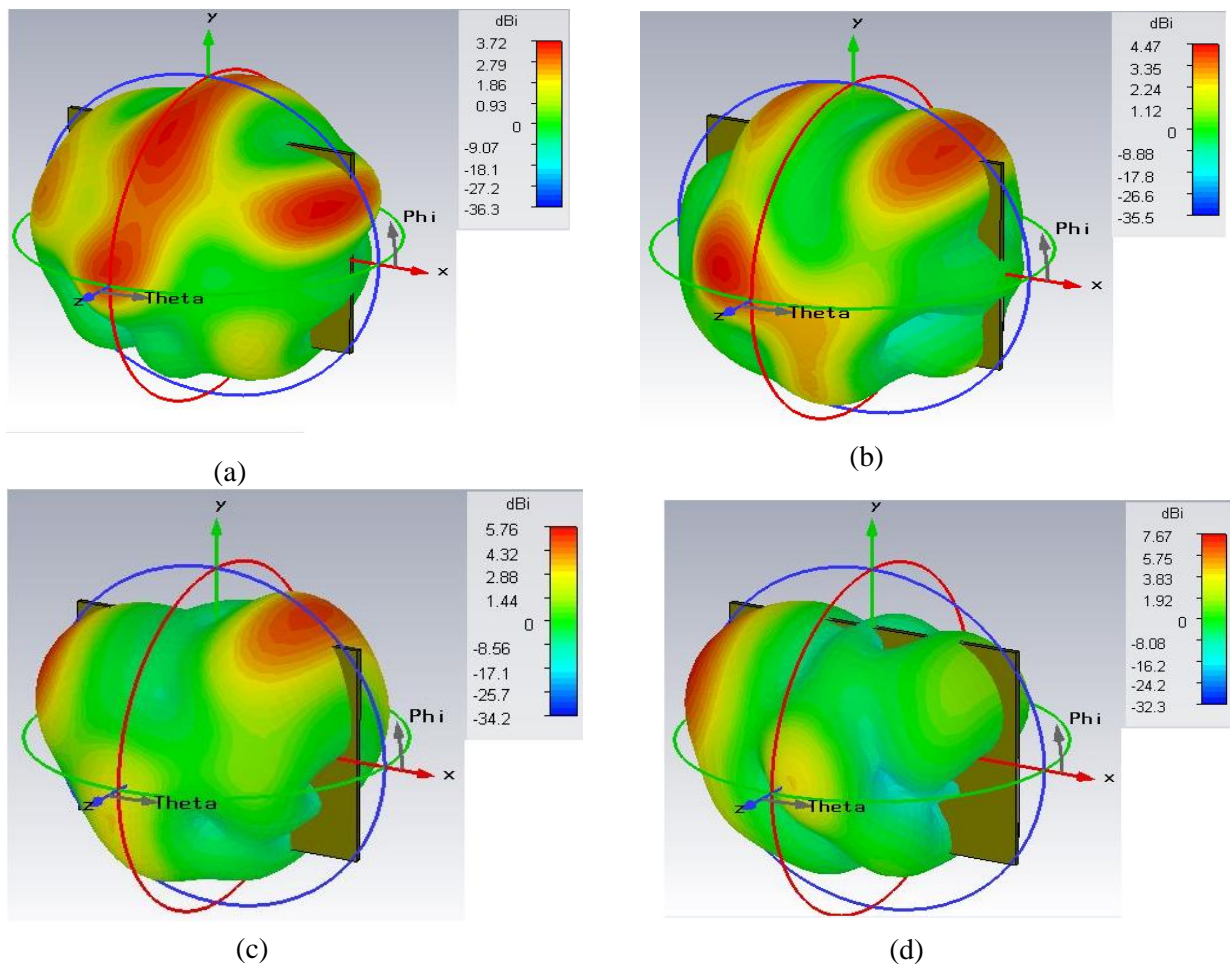 y
dBi
3.72
2.79
1.86
0.93
0
-9.07
-18.1
-27.2
-36.3
Phi
x
z
Theta
(a)
y
dBi
4.47
3.35
2.24
1.12
0
-8.88
-17.8
-26.6
-35.5
Phi
x
z
Theta
(b)
y
dBi
5.76
4.32
2.88
1.44
0
-8.56
-17.1
-25.7
-34.2
Phi
x
z
Theta
(c)
y
dBi
7.67
5.75
3.83
1.92
0
-8.08
-16.2
-24.2
-32.3
Phi
x
z
Theta
(d)